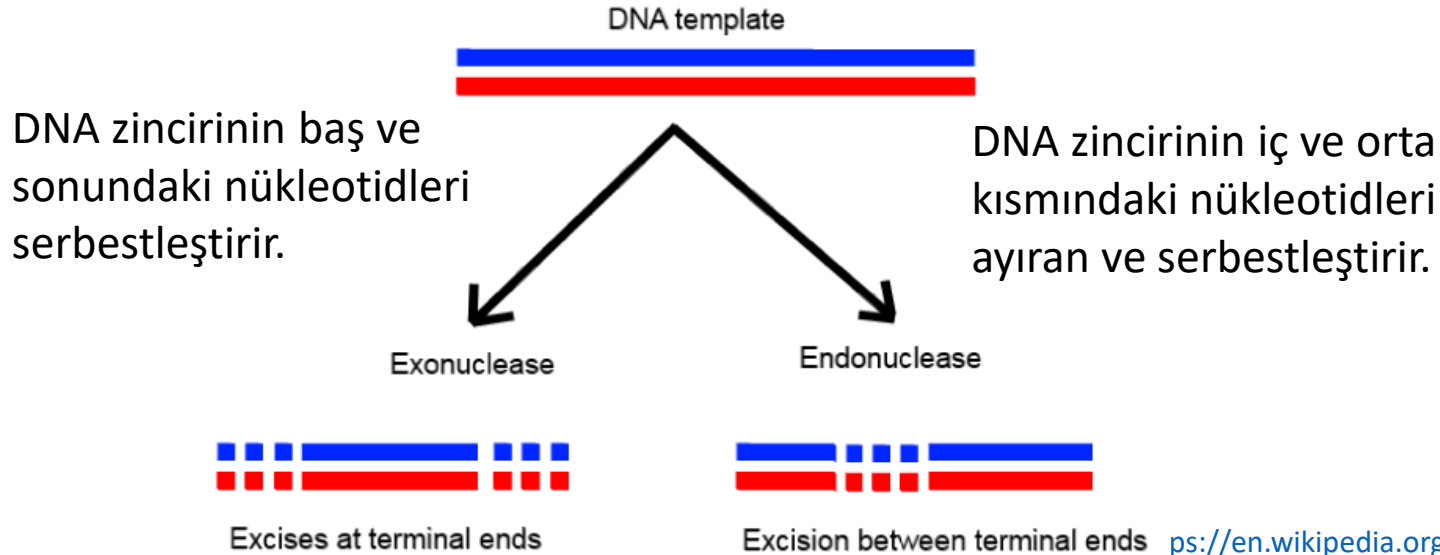 DNA template
DNA zincirinin baş ve
sonundaki nükleotidleri
serbestleştirir.
DNA zincirinin iç ve orta
kısmındaki nükleotidleri
ayıran ve serbestleştirir.
Exonuclease
Endonuclease
Excises at terminal ends
Excision between terminal ends
ps://en.wikipedia.org